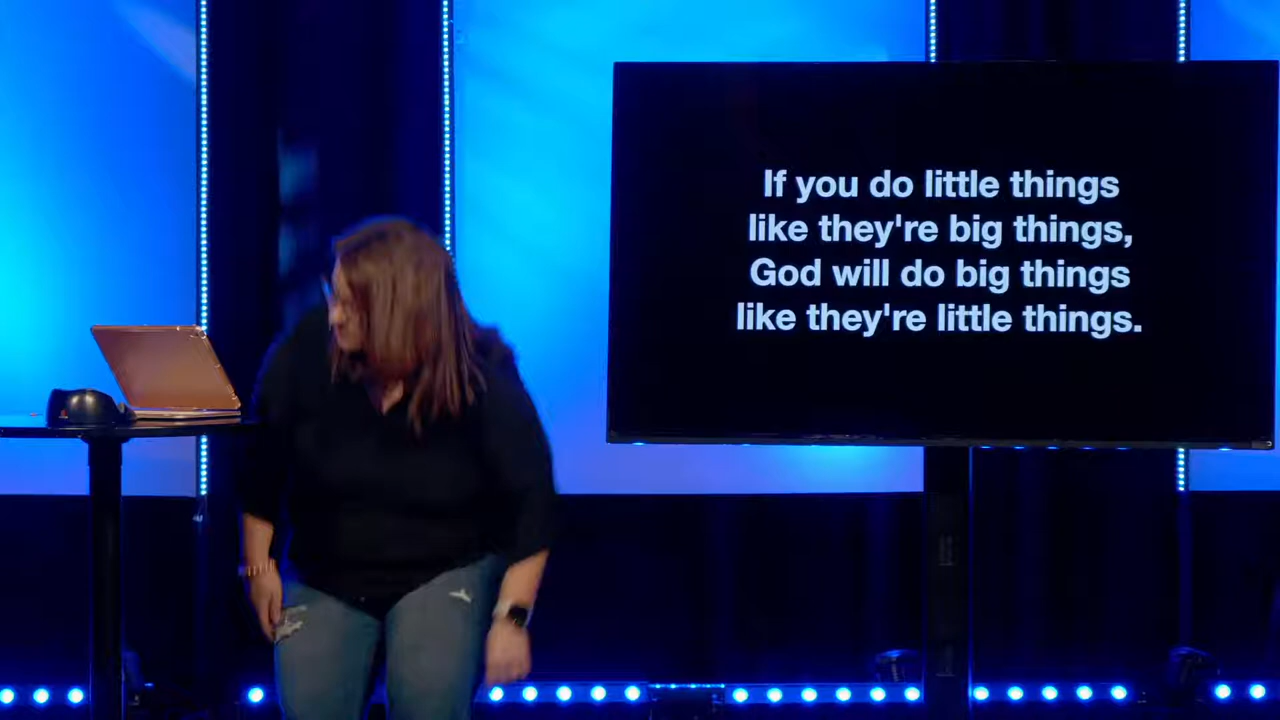 If you do little things
like they're big things,
God will do big things
like they're little things.